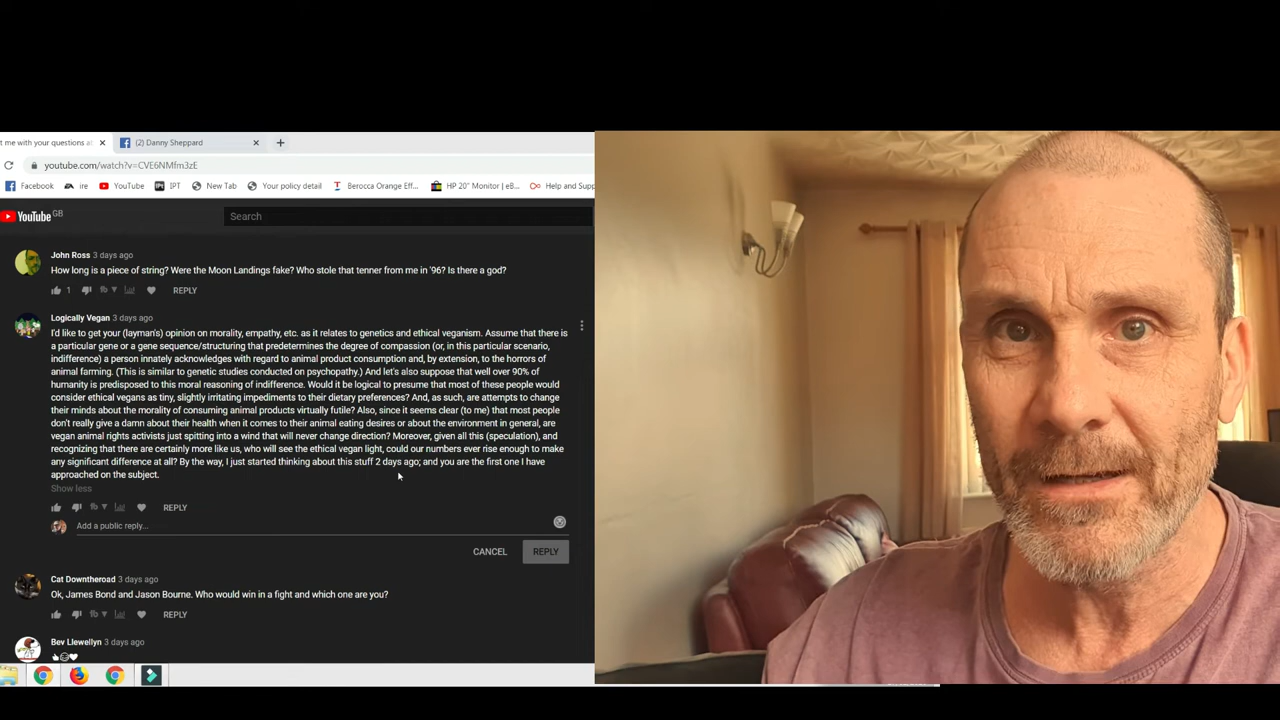 t me with your questions at
(2) Danny Sheppard
youtube.com/watch?v=CVE6NMfm3zE
Facebook ire YouTube IPT New Tab Your policy detail Berocca Orange Eff... HP 20" Monitor | eB... Help and Supp
YouTube GB
Search
John Ross 3 days ago
How long is a piece of string? Were the Moon Landings fake? Who stole that tenner from me in '96? Is there a god?
1 REPLY
Logically Vegan 3 days ago
I'd like to get your (layman's) opinion on morality, empathy, etc. as it relates to genetics and ethical veganism. Assume that there is
a particular gene or a gene sequence/structuring that predetermines the degree of compassion (or, in this particular scenario,
indifference) a person innately acknowledges with regard to animal product consumption and, by extension, to the horrors of
animal farming. (This is similar to genetic studies conducted on psychopathy.) And let's also suppose that well over 90% of
humanity is predisposed to this moral reasoning of indifference. Would it be logical to presume that most of these people would
consider ethical vegans as tiny, slightly irritating impediments to their dietary preferences? And, as such, are attempts to change
their minds about the morality of consuming animal products virtually futile? Also, since it seems clear (to me) that most people
don't really give a damn about their health when it comes to their animal eating desires or about the environment in general, are
vegan animal rights activists just spitting into a wind that will never change direction? Moreover, given all this (speculation), and
recognizing that there are certainly more like us, who will see the ethical vegan light, could our numbers ever rise enough to make
any significant difference at all? By the way, I just started thinking about this stuff 2 days ago; and you are the first one I have
approached on the subject.
Show less
REPLY
Add a public reply...
CANCEL REPLY
Cat Downtheroad 3 days ago
Ok, James Bond and Jason Bourne. Who would win in a fight and which one are you?
REPLY
Bev Llewellyn 3 days ago